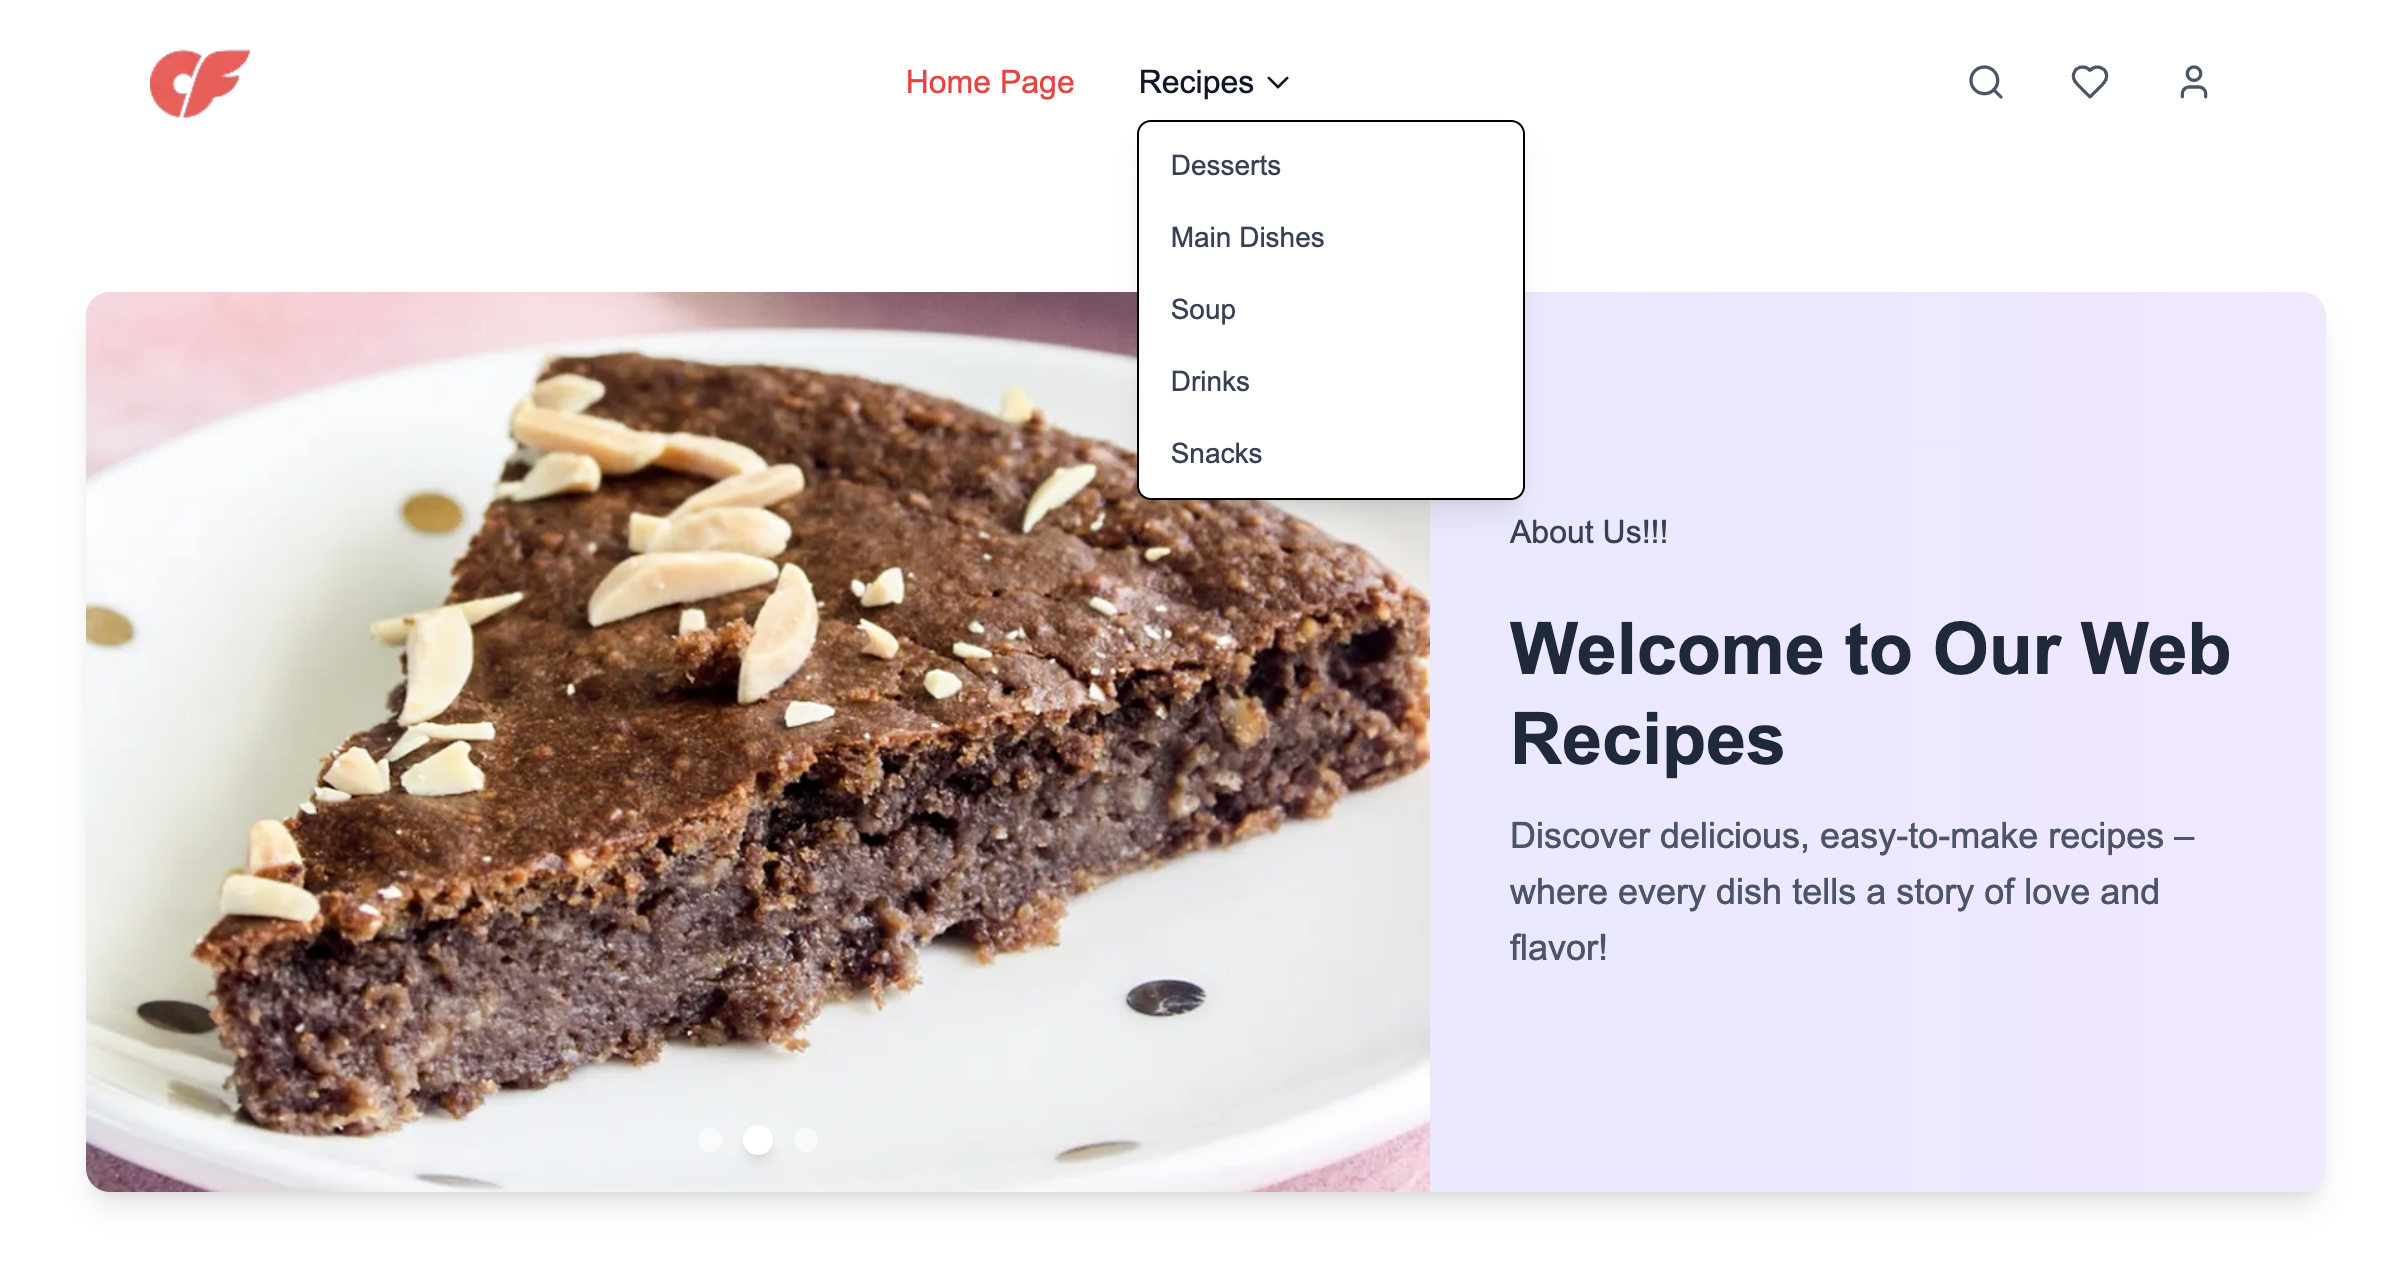 CF
Home Page
Recipes
Desserts
Main Dishes
Soup
Drinks
Snacks
About Us!!!
Welcome to Our Web
Recipes
Discover delicious, easy-to-make recipes –
where every dish tells a story of love and
flavor!